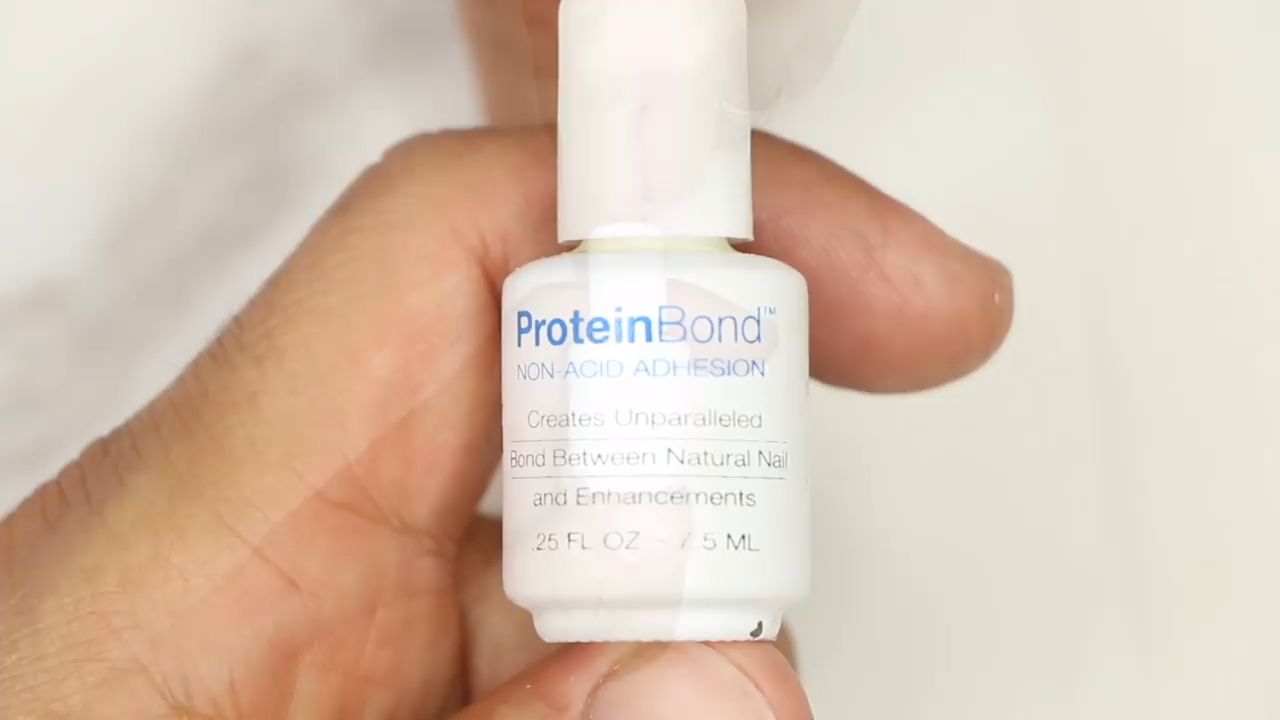 ProteinBond™
NON-ACID ADHESION
Creates Unparalleled
Bond Between Natural Nail
and Enhancements
.25 FL OZ - 7.5 ML